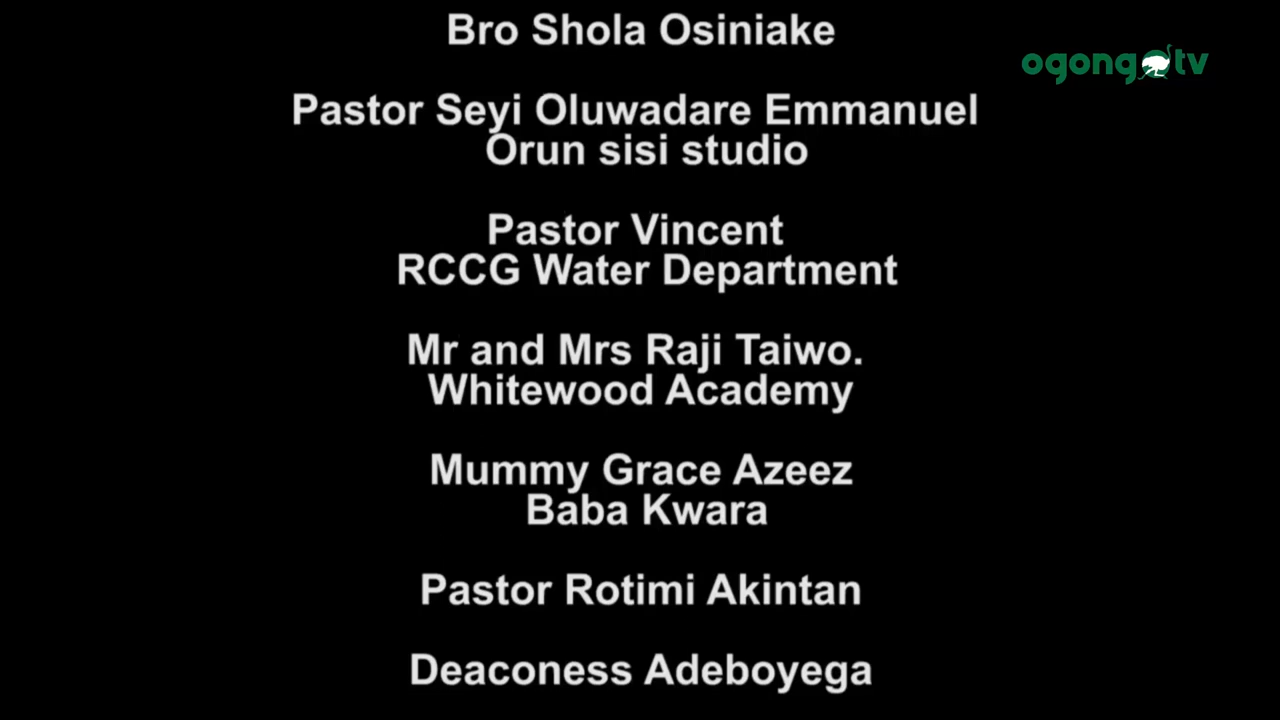 Bro Shola Osiniake
ogongotv
Pastor Seyi Oluwadare Emmanuel
Orun sisi studio
Pastor Vincent
RCCG Water Department
Mr and Mrs Raji Taiwo.
Whitewood Academy
Mummy Grace Azeez
Baba Kwara
Pastor Rotimi Akintan
Deaconess Adeboyega